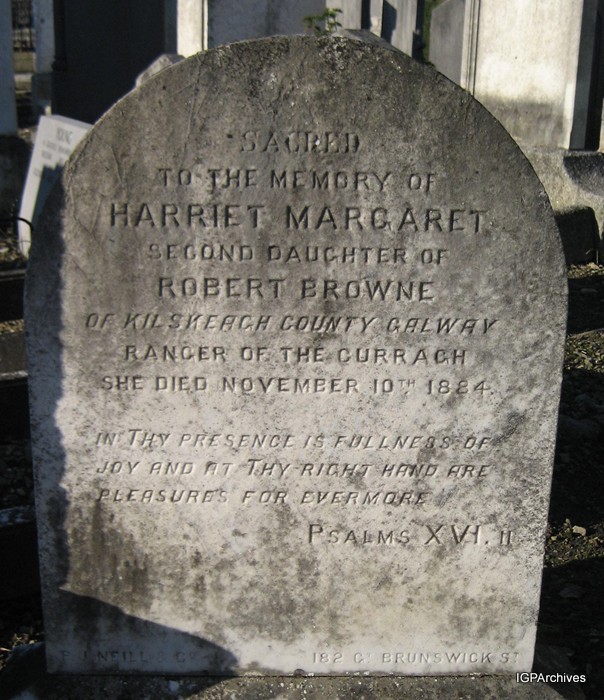 SACRED
TO THE MEMORY OF
HARRIET MARGARET
SECOND DAUGHTER OF
ROBERT BROWNE
OF KILSKEAGH COUNTY GALWAY
RANGER OF THE CURRAGH
SHE DIED NOVEMBER 10TH 1884
IN THY PRESENCE IS FULLNESS OF
JOY AND AT THY RIGHT HAND ARE
PLEASURES FOR EVERMORE
PSALMS XVI. II
NEILL 182 GT BRUNSWICK ST
IGPArchives